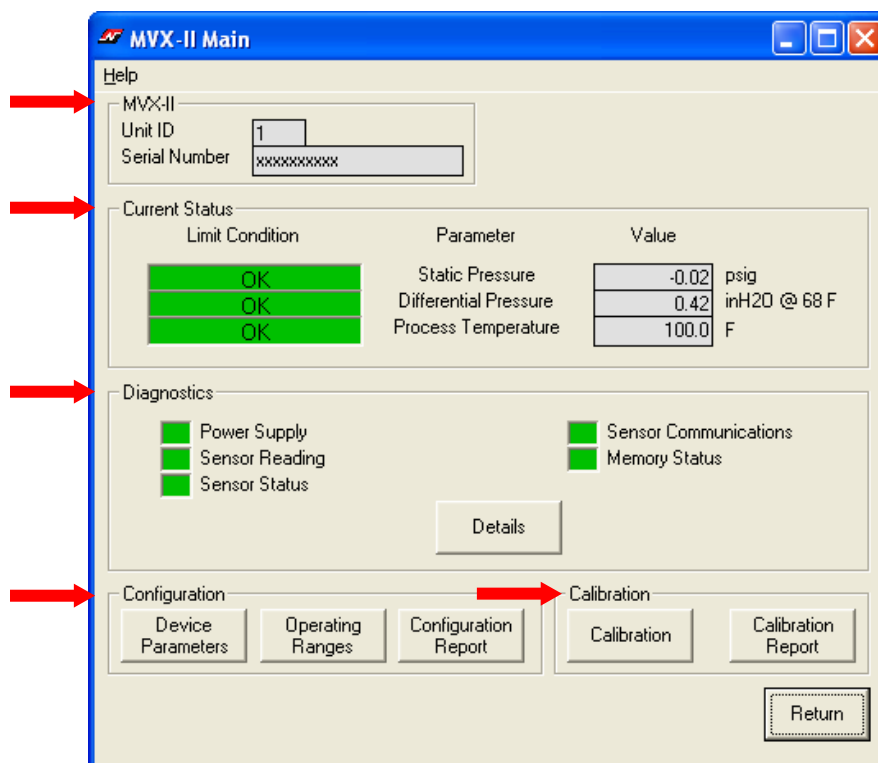 MVX-II Main
Help
MVX-II
Unit ID 1
Serial Number xxxxxxxxxx
Current Status
Limit Condition Parameter Value
OK Static Pressure -0.02 psig
OK Differential Pressure 0.42 inH2O @ 68 F
OK Process Temperature 100.0 F
Diagnostics
Power Supply Sensor Communications
Sensor Reading Memory Status
Sensor Status
Details
Configuration Calibration
Device Parameters
Operating Ranges
Configuration Report
Calibration
Calibration Report
Return